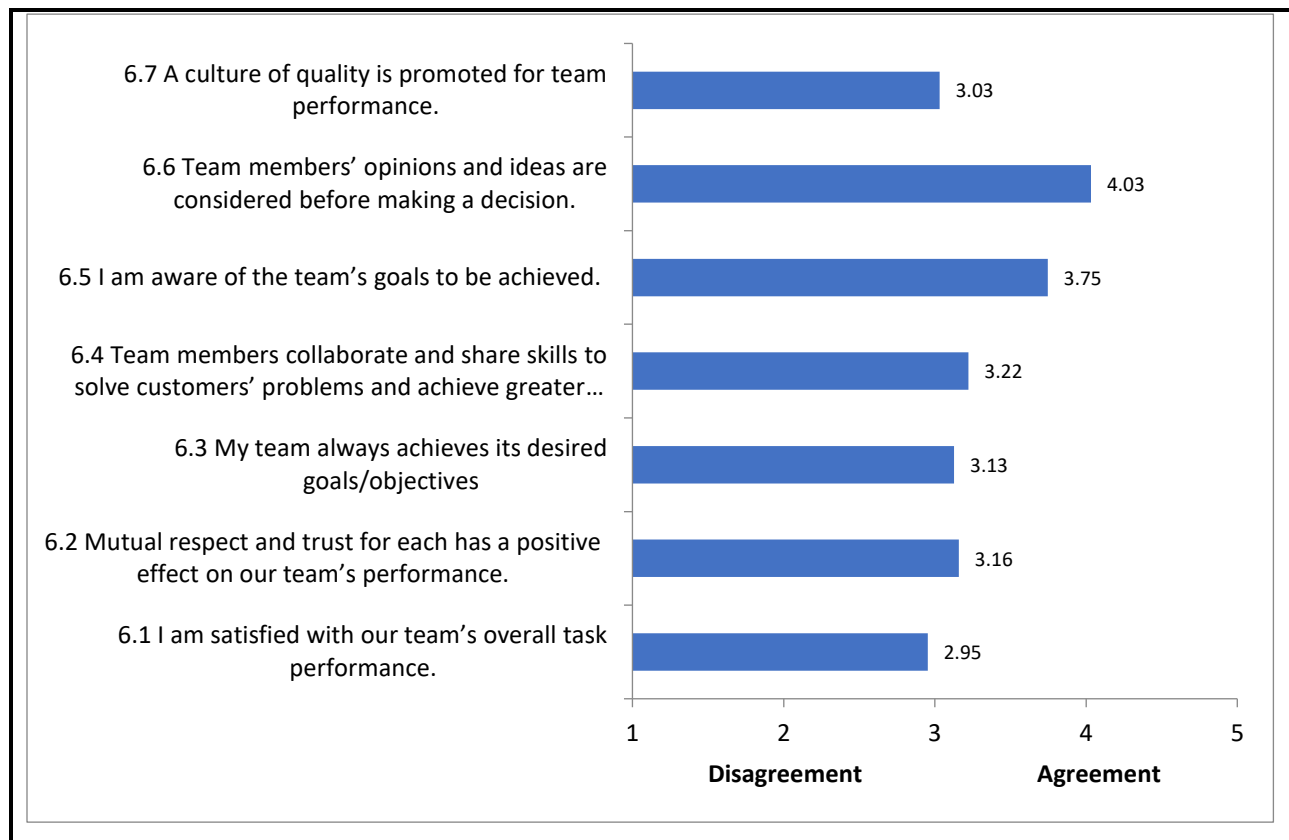 6.7 A culture of quality is promoted for team
performance.
3.03
6.6 Team members’ opinions and ideas are
considered before making a decision.
4.03
6.5 I am aware of the team’s goals to be achieved.
3.75
6.4 Team members collaborate and share skills to
solve customers’ problems and achieve greater…
3.22
6.3 My team always achieves its desired
goals/objectives
3.13
6.2 Mutual respect and trust for each has a positive
effect on our team’s performance.
3.16
6.1 I am satisfied with our team’s overall task
performance.
2.95
1 2 3 4 5
Disagreement Agreement